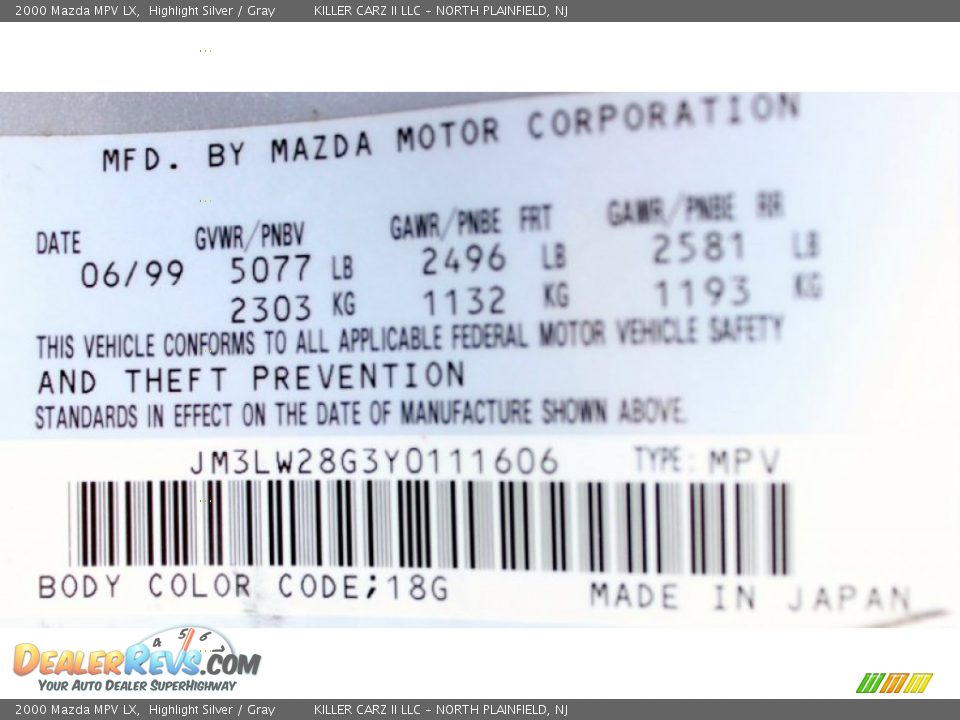 2000 Mazda MPV LX, Highlight Silver / Gray KILLER CARZ II LLC - NORTH PLAINFIELD, NJ
MFD. BY MAZDA MOTOR CORPORATION
DATE GVWR/PNBV GAWR/PNBE FRT GAWR/PNBE RR
06/99 5077 LB 2496 LB 2581 LB
2303 KG 1132 KG 1193 KG
THIS VEHICLE CONFORMS TO ALL APPLICABLE FEDERAL MOTOR VEHICLE SAFETY
AND THEFT PREVENTION
STANDARDS IN EFFECT ON THE DATE OF MANUFACTURE SHOWN ABOVE.
JM3LW28G3Y0111606 TYPE: MPV
BODY COLOR CODE;18G MADE IN JAPAN
4 5 6 7
DEALERREVS.COM
YOUR AUTO DEALER SUPERHIGHWAY
2000 Mazda MPV LX, Highlight Silver / Gray KILLER CARZ II LLC - NORTH PLAINFIELD, NJ